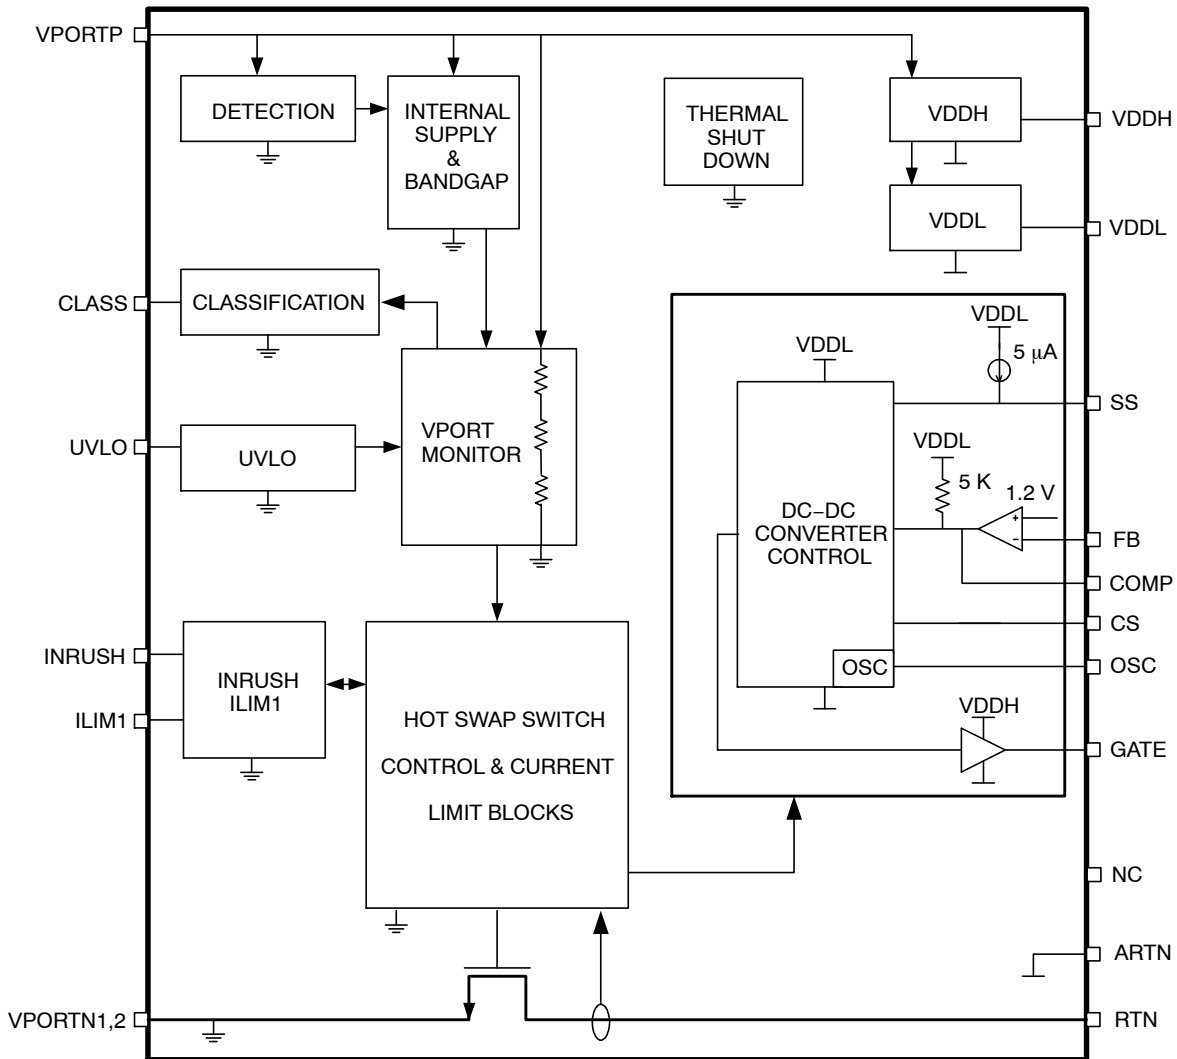 VPORTP
DETECTION
INTERNAL
SUPPLY
&
BANDGAP
THERMAL
SHUT
DOWN
VDDH
VDDH
VDDL
VDDL
CLASS
CLASSIFICATION
VDDL
5 μA
VDDL
SS
UVLO
UVLO
VPORT
MONITOR
VDDL
5 K
1.2 V
+
−
DC−DC
CONVERTER
CONTROL
FB
COMP
CS
OSC
OSC
INRUSH
ILIM1
INRUSH
ILIM1
HOT SWAP SWITCH
CONTROL & CURRENT
LIMIT BLOCKS
VDDH
GATE
NC
ARTN
VPORTN1,2
RTN